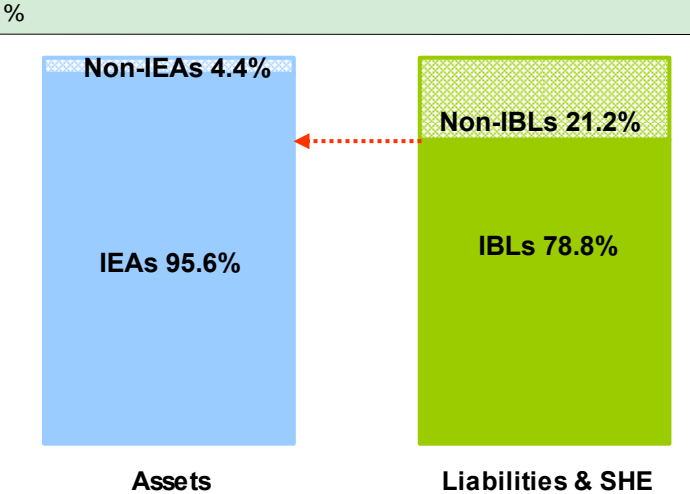 %
Non-IEAs 4.4%
Non-IBLs 21.2%
IEAs 95.6%
IBLs 78.8%
Assets
Liabilities & SHE